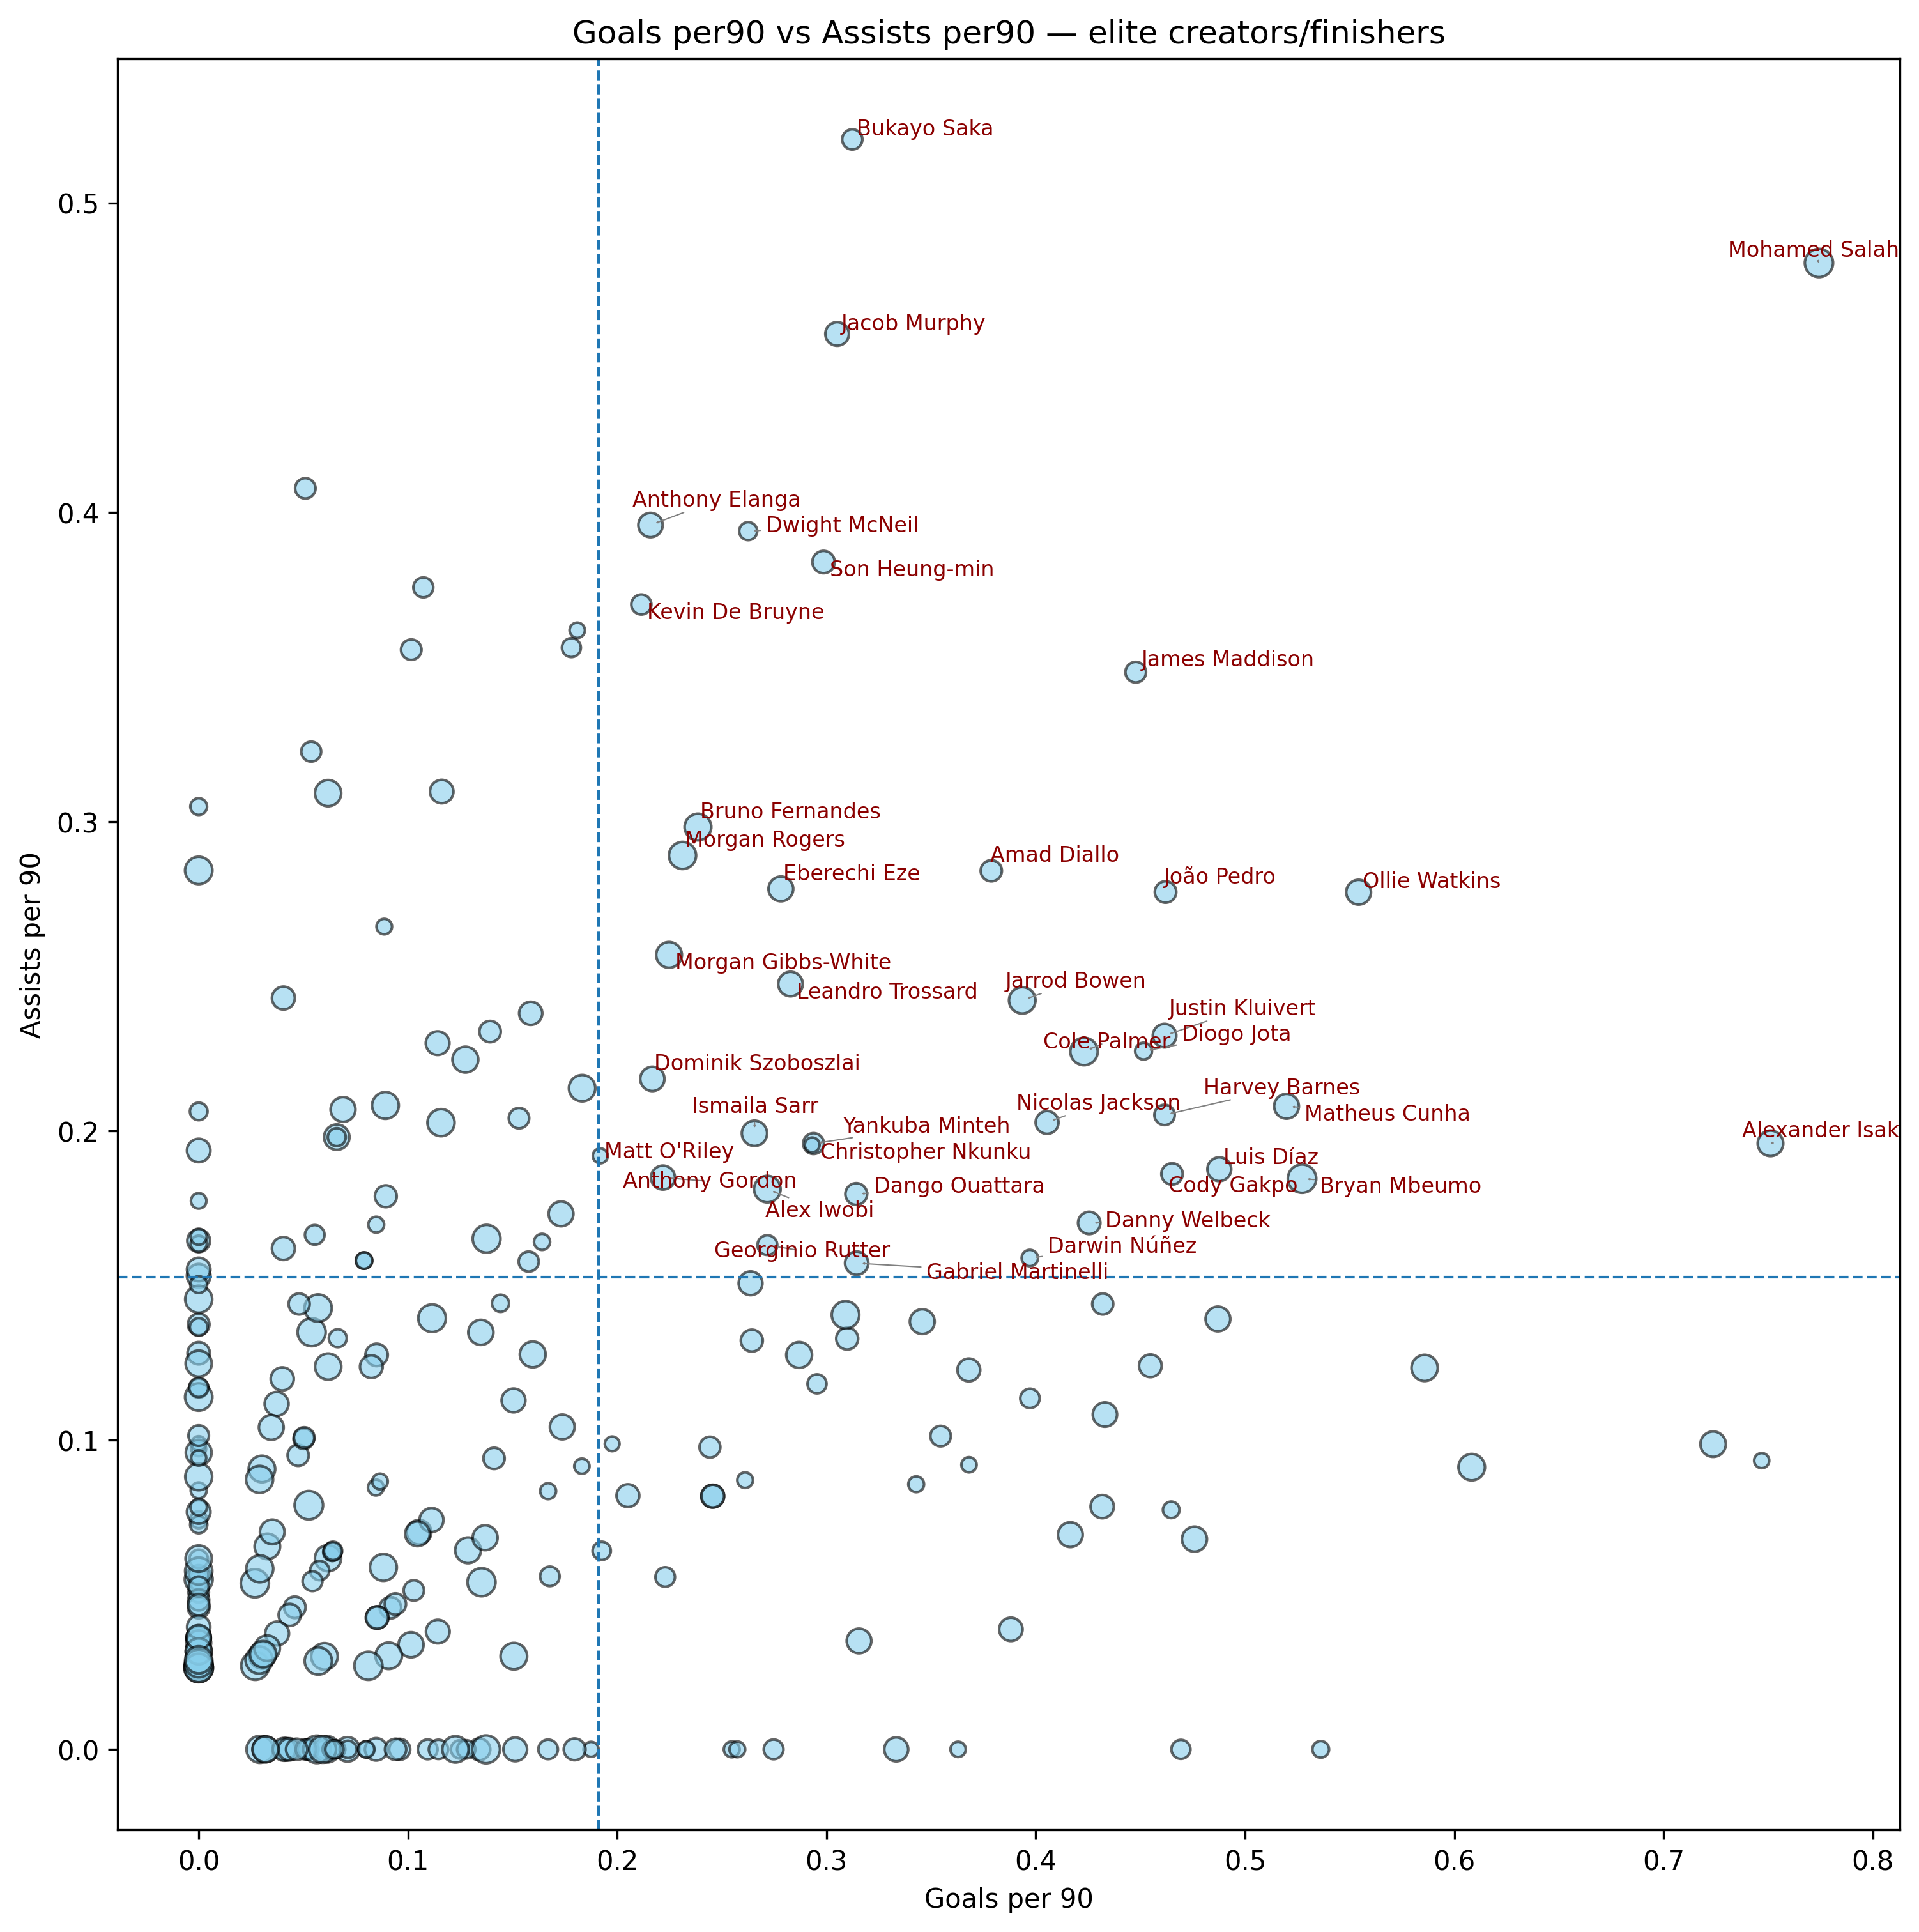 Goals per90 vs Assists per90 — elite creators/finishers
Bukayo Saka
Mohamed Salah
Jacob Murphy
Anthony Elanga
Dwight McNeil
Son Heung-min
Kevin De Bruyne
James Maddison
Bruno Fernandes
Morgan Rogers
Amad Diallo
Eberechi Eze
João Pedro
Ollie Watkins
Morgan Gibbs-White
Leandro Trossard
Jarrod Bowen
Justin Kluivert
Diogo Jota
Cole Palmer
Dominik Szoboszlai
Harvey Barnes
Ismaila Sarr
Nicolas Jackson
Matheus Cunha
Yankuba Minteh
Alexander Isak
Matt O'Riley
Christopher Nkunku
Luis Díaz
Anthony Gordon
Dango Ouattara
Cody Gakpo
Bryan Mbeumo
Alex Iwobi
Danny Welbeck
Georginio Rutter
Darwin Núñez
Gabriel Martinelli
Assists per 90
0.5
0.4
0.3
0.2
0.1
0.0
0.0 0.1 0.2 0.3 0.4 0.5 0.6 0.7 0.8
Goals per 90